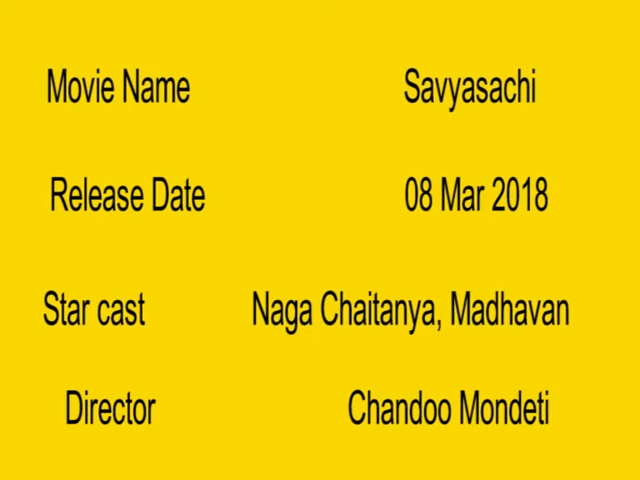 Movie Name Savyasachi
Release Date 08 Mar 2018
Star cast Naga Chaitanya, Madhavan
Director Chandoo Mondeti